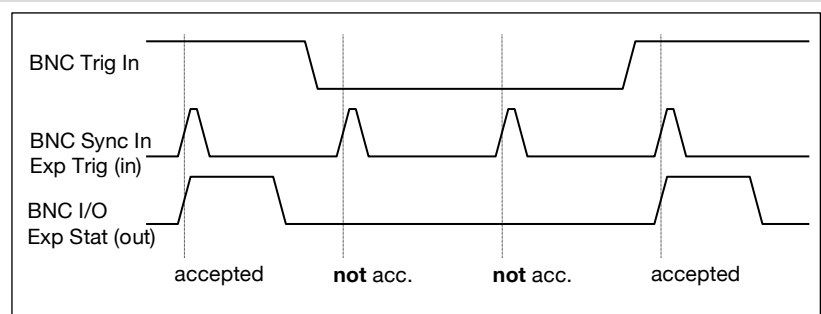 BNC Trig In
BNC Sync In
Exp Trig (in)
BNC I/O
Exp Stat (out)
accepted not acc. not acc. accepted